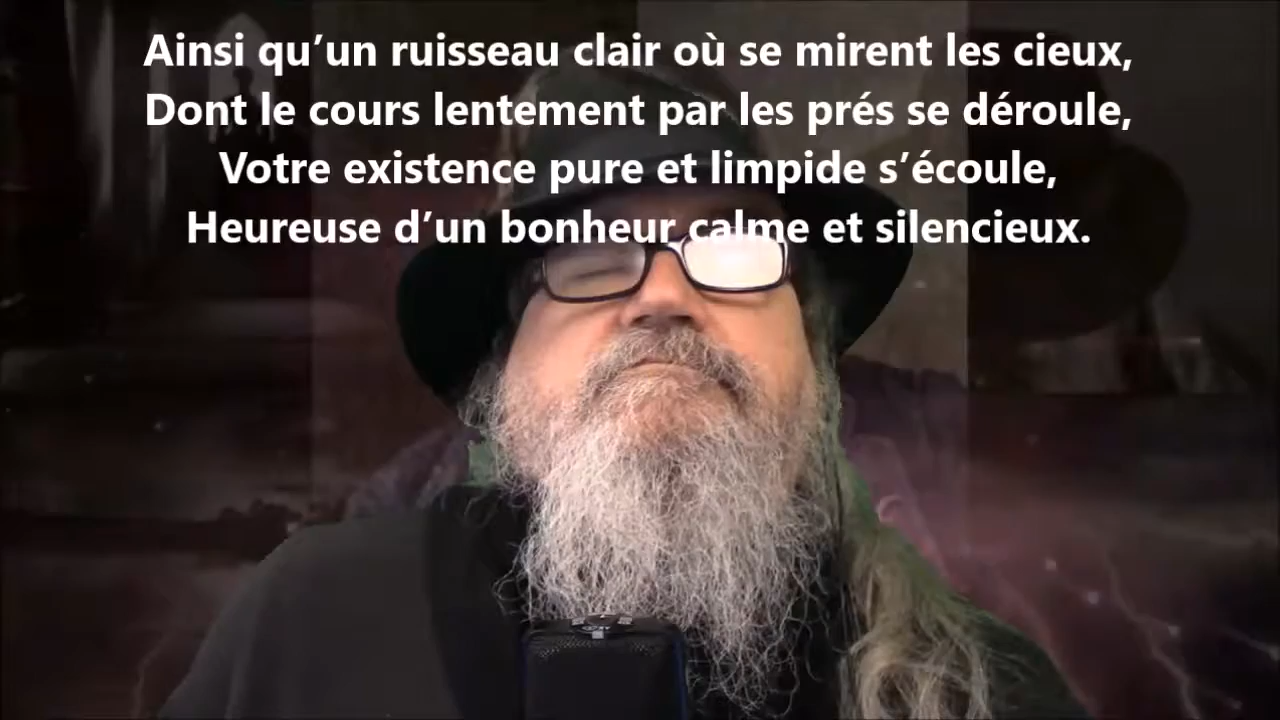 Ainsi qu’un ruisseau clair où se mirent les cieux,
Dont le cours lentement par les prés se déroule,
Votre existence pure et limpide s’écoule,
Heureuse d’un bonheur calme et silencieux.